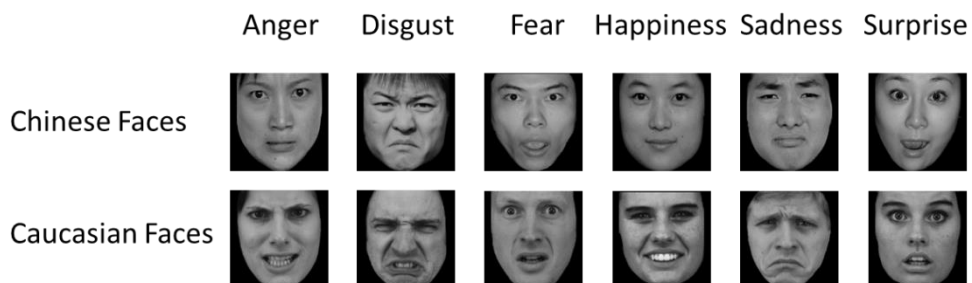 Anger Disgust Fear Happiness Sadness Surprise
Chinese Faces
Caucasian Faces